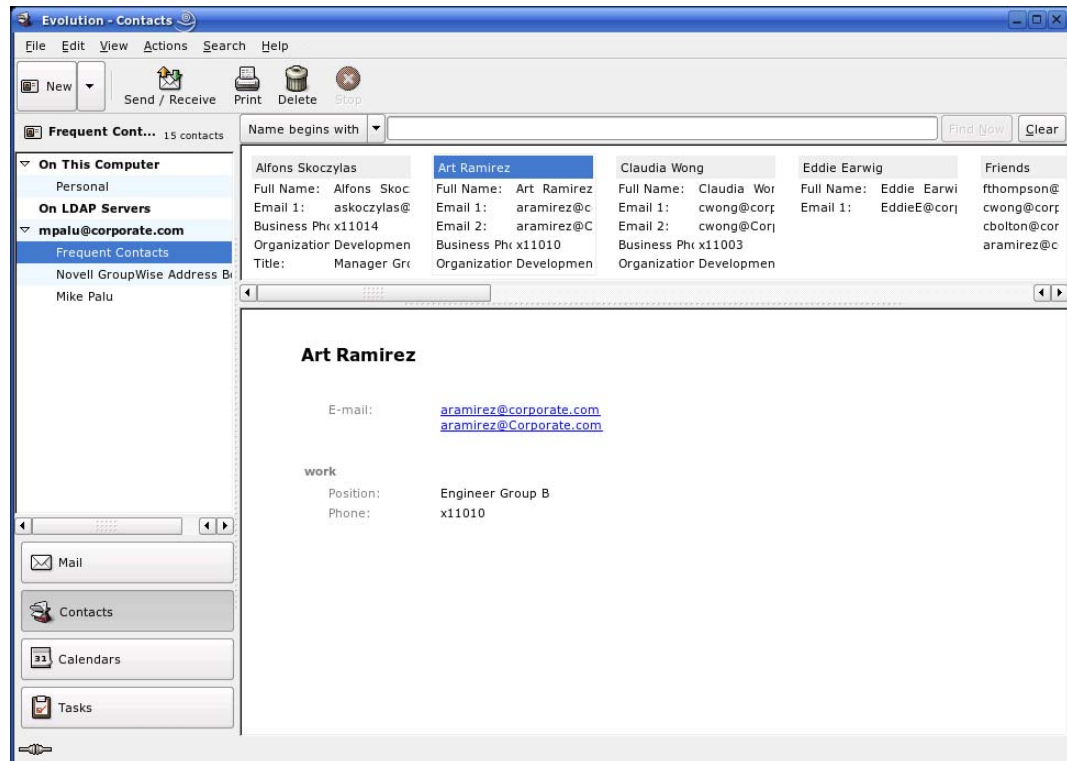 Evolution - Contacts
File Edit View Actions Search Help
New
Send / Receive
Print
Delete
Stop
Frequent Cont... 15 contacts
Name begins with
Find Now
Clear
On This Computer
Personal
On LDAP Servers
mpalu@corporate.com
Frequent Contacts
Novell GroupWise Address B
Mike Palu
Alfons Skoczylas
Full Name: Alfons Skoc
Email 1: askoczylas@
Business Ph x11014
Organization Developmen
Title: Manager Gro
Art Ramirez
Full Name: Art Ramirez
Email 1: aramirez@c
Email 2: aramirez@C
Business Ph x11010
Organization Developmen
Claudia Wong
Full Name: Claudia Wor
Email 1: cwong@corp
Email 2: cwong@Corp
Business Ph x11003
Organization Developmen
Eddie Earwig
Full Name: Eddie Earwi
Email 1: EddieE@corp
Friends
fthompson@
cwong@corp
cbolton@cor
aramirez@c
Art Ramirez
E-mail: aramirez@corporate.com
aramirez@Corporate.com
work
Position: Engineer Group B
Phone: x11010
Mail
Contacts
31 Calendars
Tasks